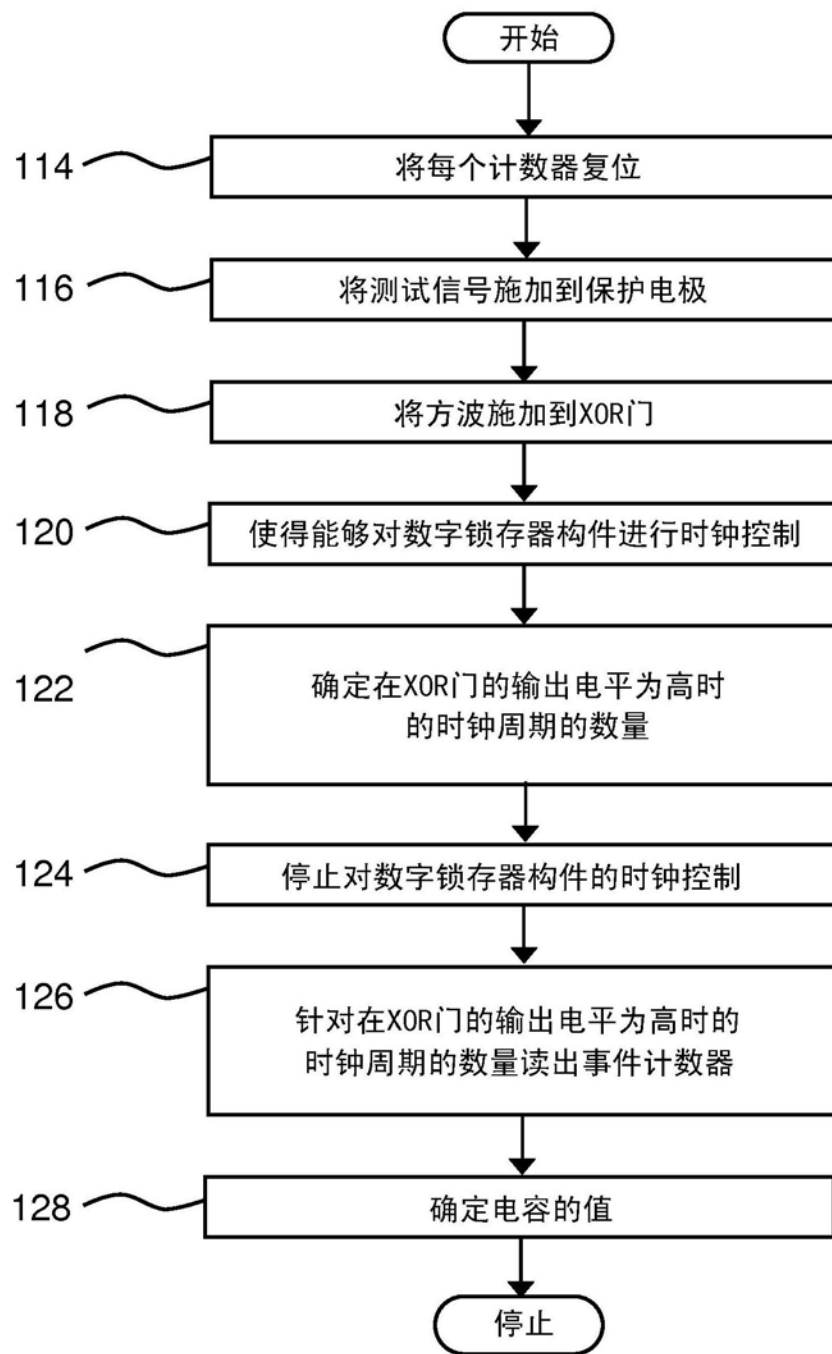 开始
114
将每个计数器复位
116
将测试信号施加到保护电极
118
将方波施加到XOR门
120
使得能够对数字锁存器构件进行时钟控制
122
确定在XOR门的输出电平为高时
的时钟周期的数量
124
停止对数字锁存器构件的时钟控制
126
针对在XOR门的输出电平为高时的
时钟周期的数量读出事件计数器
128
确定电容的值
停止